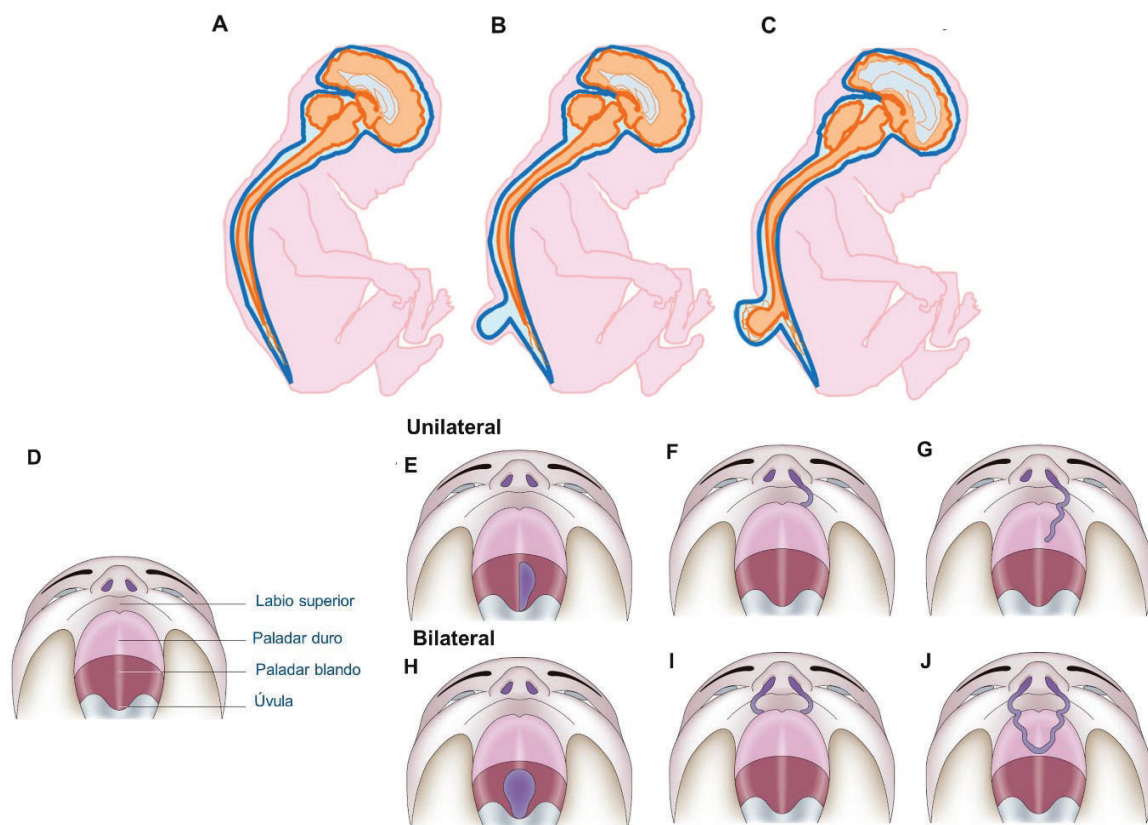 A
B
C
D
Labio superior
Paladar duro
Paladar blando
Úvula
Unilateral
E
F
G
Bilateral
H
I
J